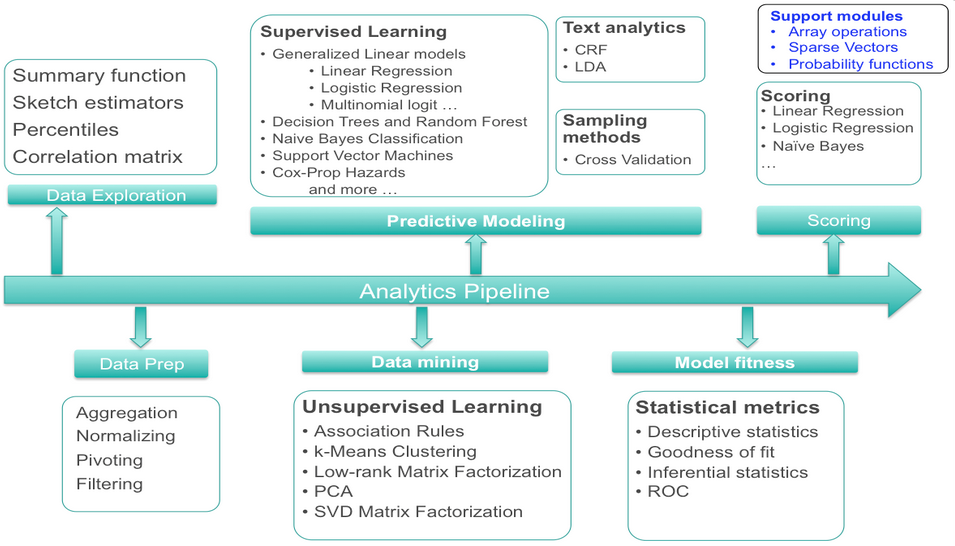 Summary function
Sketch estimators
Percentiles
Correlation matrix
Data Exploration
Supervised Learning
• Generalized Linear models
• Linear Regression
• Logistic Regression
• Multinomial logit ...
• Decision Trees and Random Forest
• Naive Bayes Classification
• Support Vector Machines
• Cox-Prop Hazards
and more ...
Text analytics
• CRF
• LDA
Sampling
methods
• Cross Validation
Predictive Modeling
Support modules
• Array operations
• Sparse Vectors
• Probability functions
Scoring
• Linear Regression
• Logistic Regression
• Naïve Bayes
...
Scoring
Analytics Pipeline
Data Prep
Aggregation
Normalizing
Pivoting
Filtering
Data mining
Unsupervised Learning
• Association Rules
• k-Means Clustering
• Low-rank Matrix Factorization
• PCA
• SVD Matrix Factorization
Model fitness
Statistical metrics
• Descriptive statistics
• Goodness of fit
• Inferential statistics
• ROC